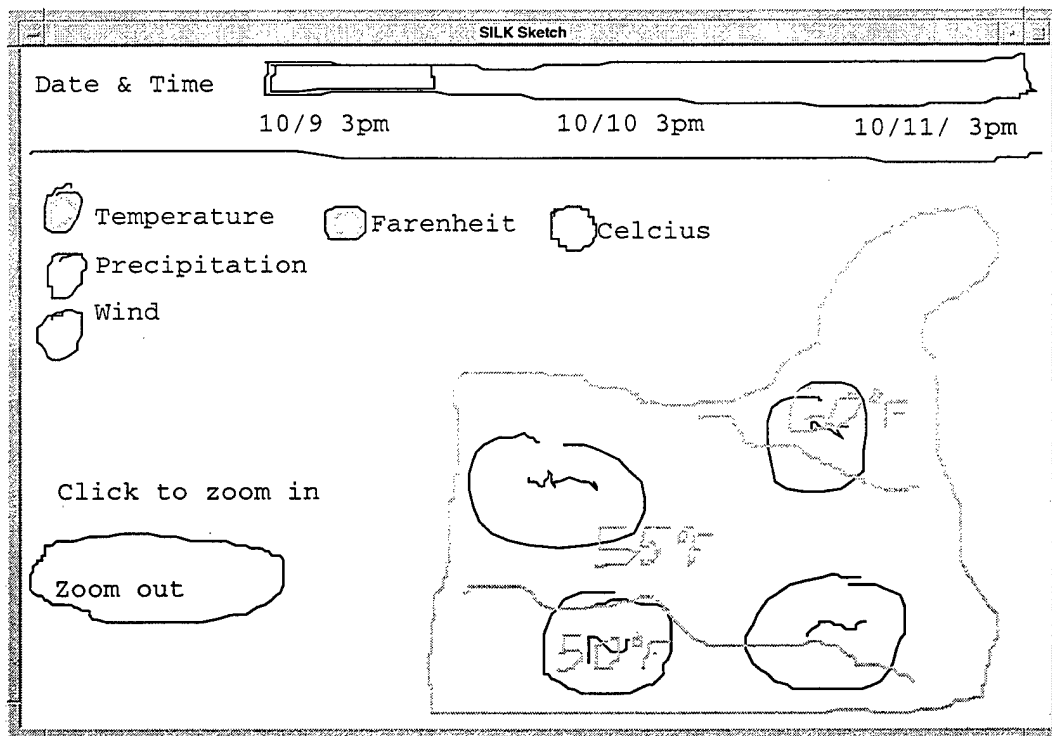 SILK Sketch
Date & Time
10/9 3pm 10/10 3pm 10/11/ 3pm
Temperature Farenheit Celcius
Precipitation
Wind
Click to zoom in
55°F
Zoom out
50°F